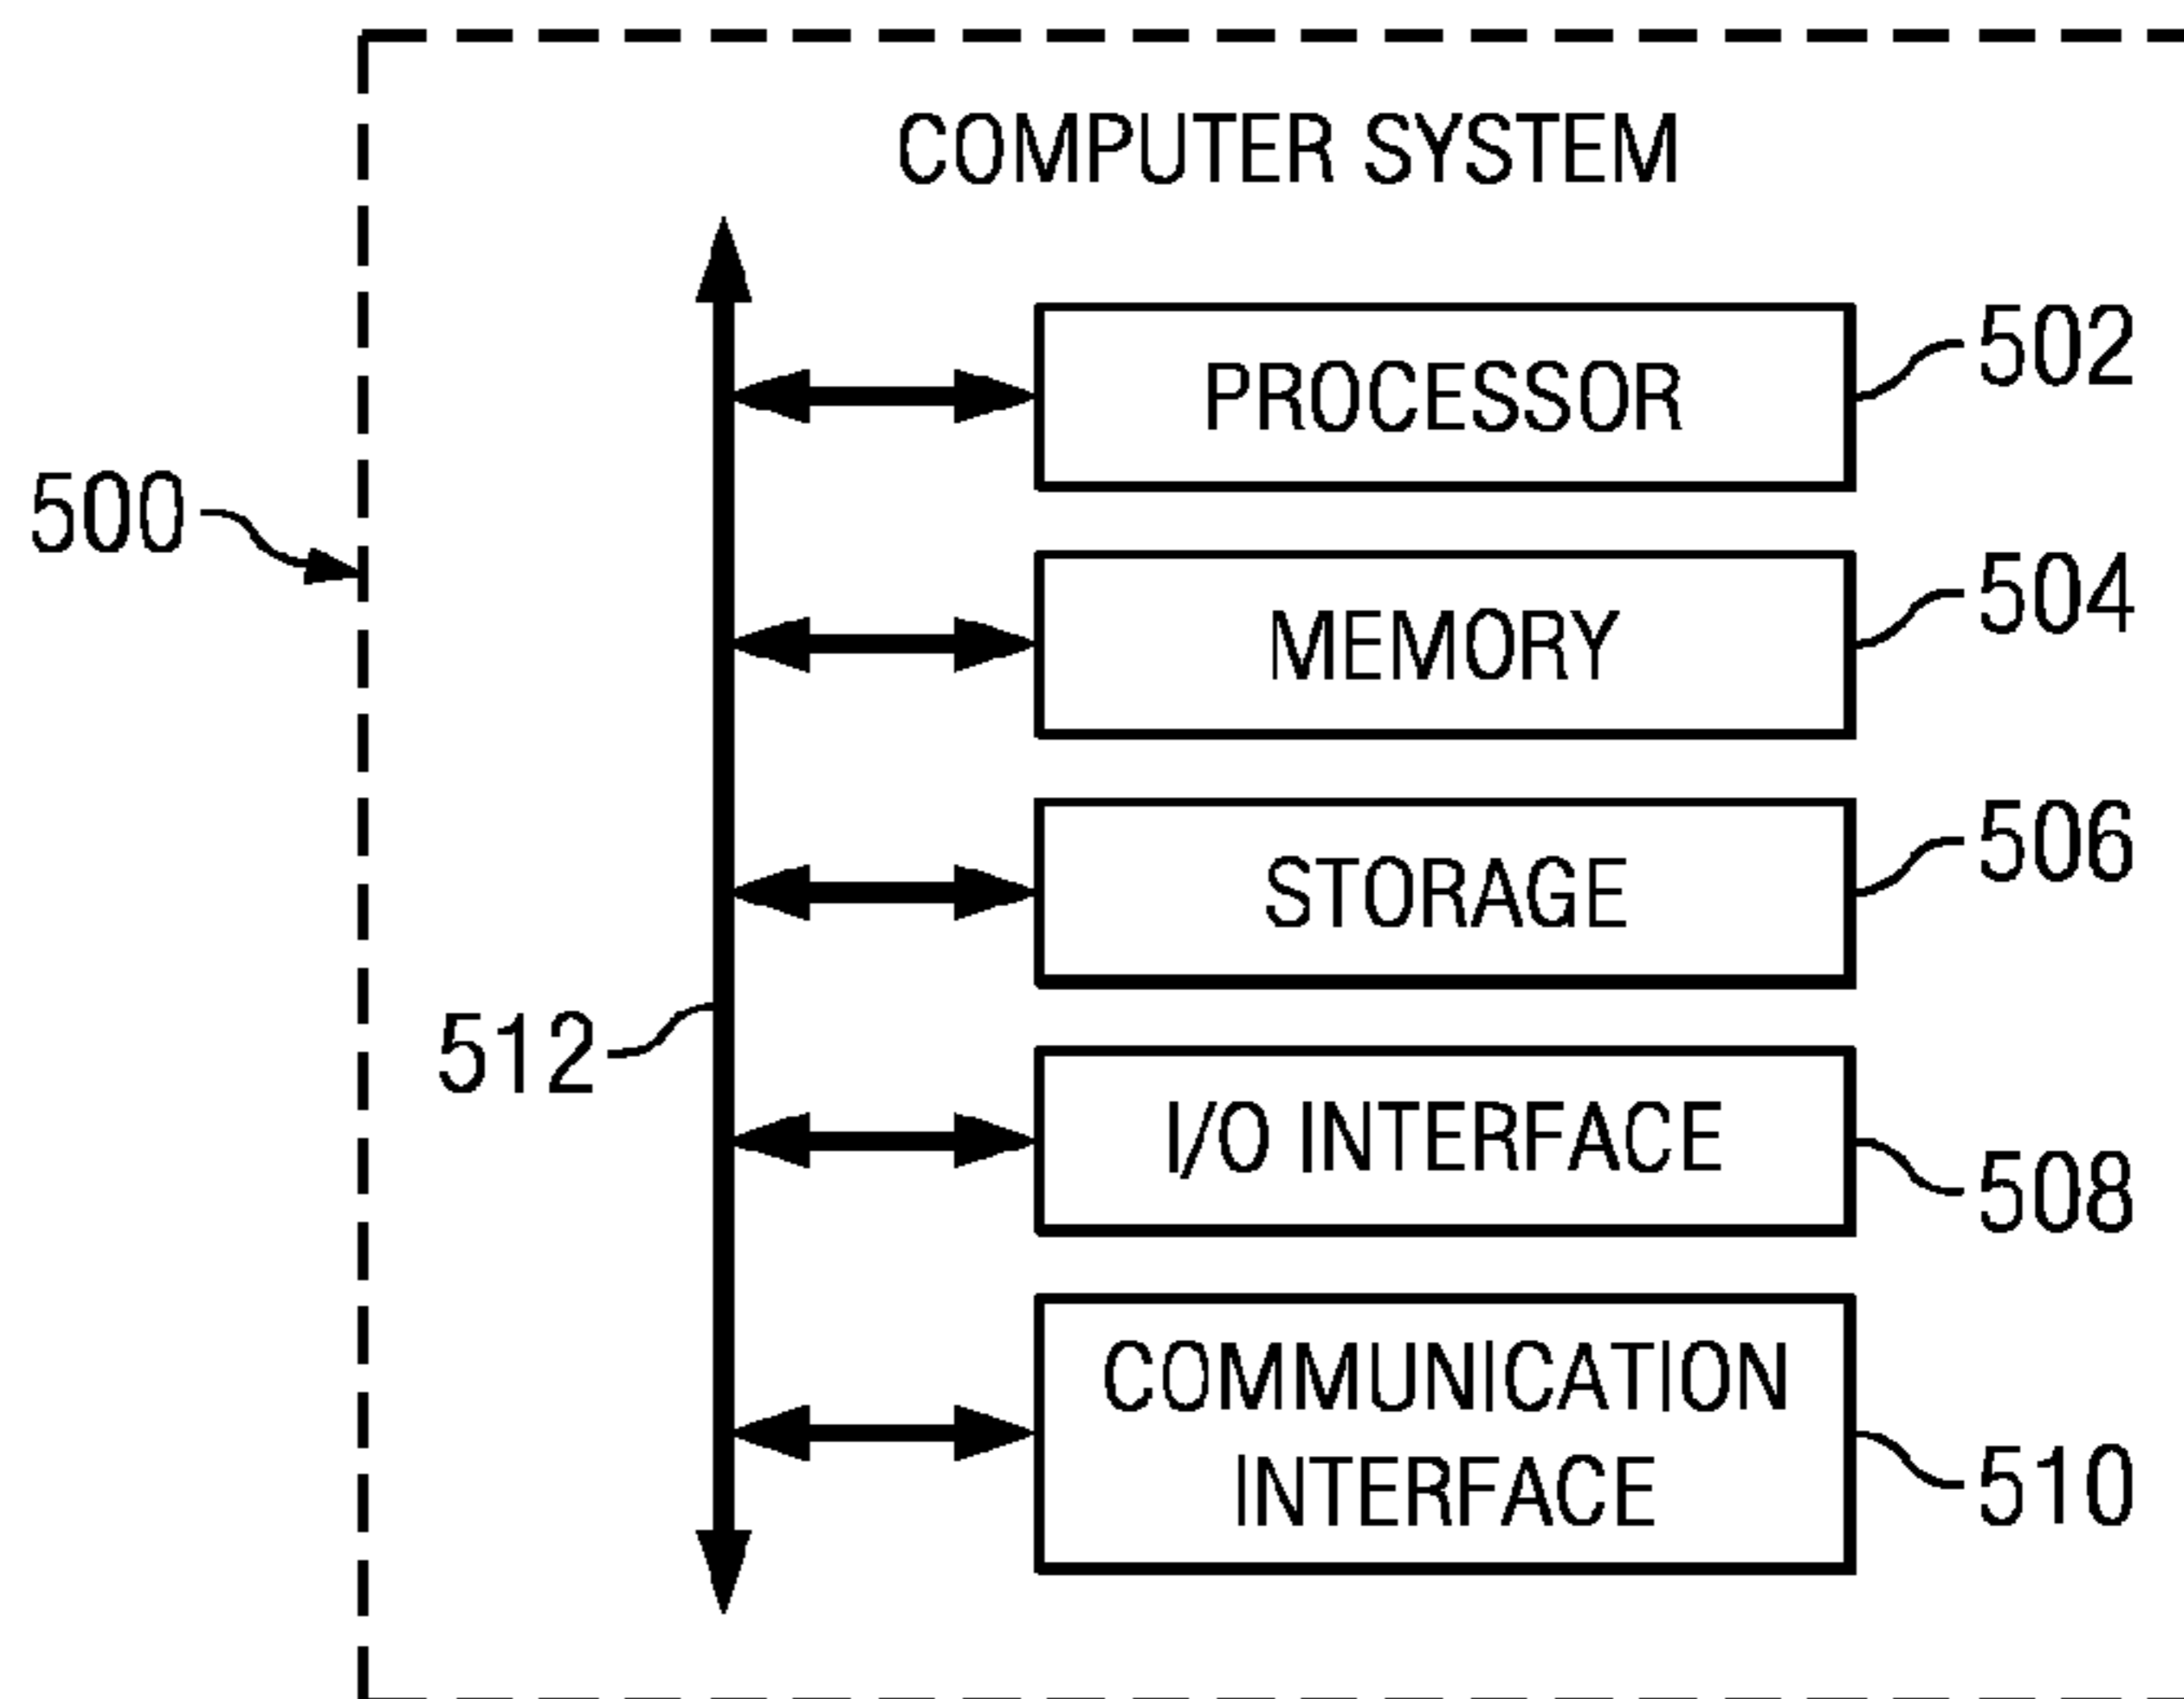 COMPUTER SYSTEM
PROCESSOR
502
500
MEMORY
504
STORAGE
506
512
I/O INTERFACE
508
COMMUNICATION
INTERFACE
510